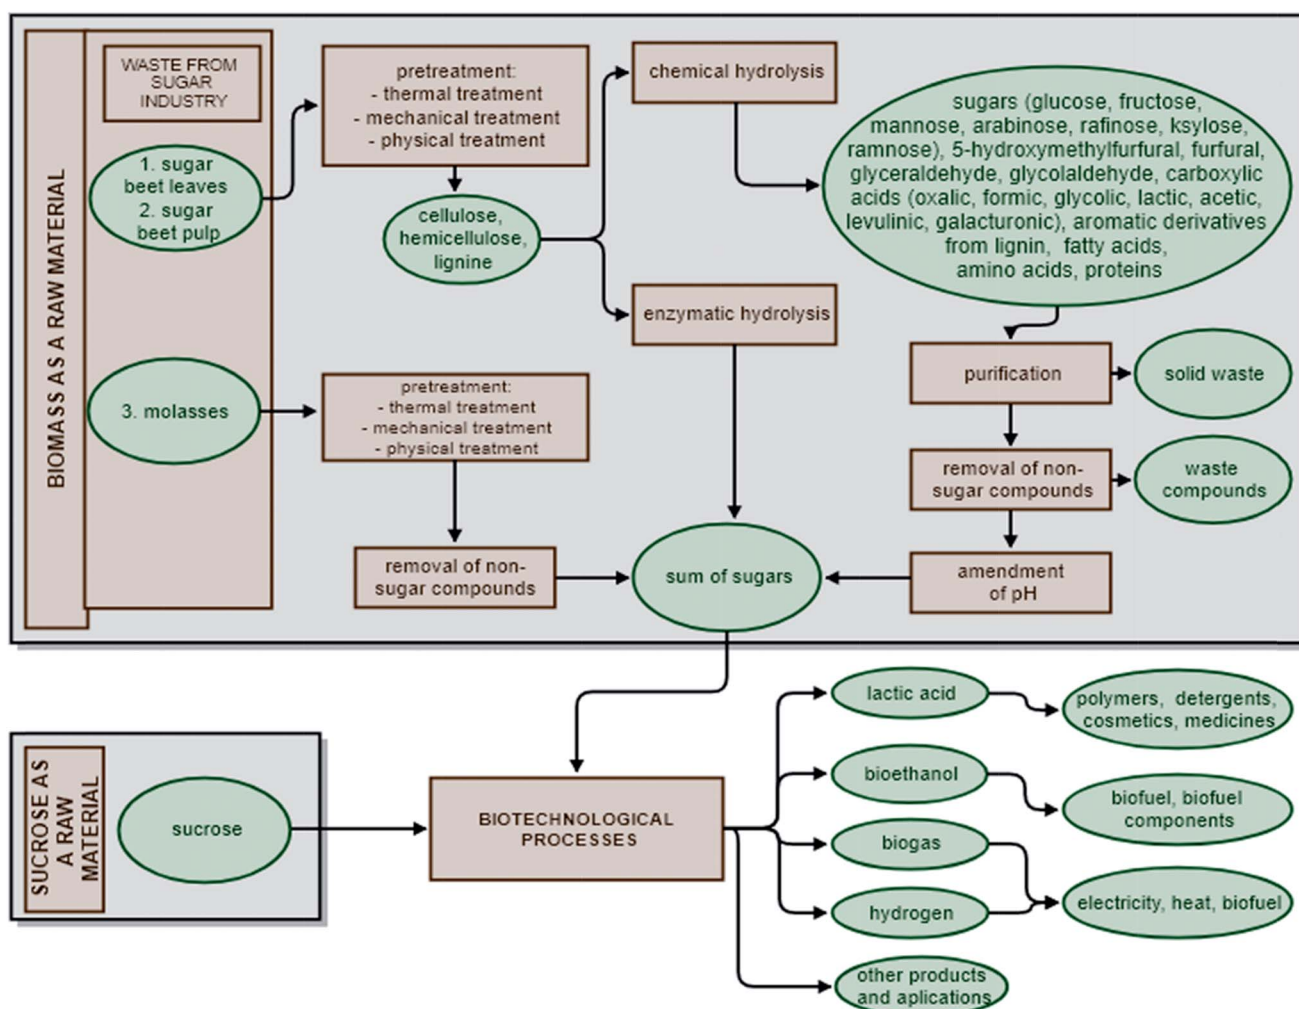 BIOMASS AS A RAW MATERIAL
WASTE FROM
SUGAR
INDUSTRY
1. sugar
beet leaves
2. sugar
beet pulp
3. molasses
pretreatment:
- thermal treatment
- mechanical treatment
- physical treatment
cellulose,
hemicellulose,
lignine
chemical hydrolysis
enzymatic hydrolysis
sugars (glucose, fructose,
mannose, arabinose, rafinose, ksylose,
ramnose), 5-hydroxymethylfurfural, furfural,
glyceraldehyde, glycolaldehyde, carboxylic
acids (oxalic, formic, glycolic, lactic, acetic,
levulinic, galacturonic), aromatic derivatives
from lignin, fatty acids,
amino acids, proteins
purification
solid waste
removal of non-
sugar compounds
waste
compounds
amendment
of pH
pretreatment:
- thermal treatment
- mechanical treatment
- physical treatment
removal of non-
sugar compounds
sum of sugars
SUCROSE AS
A RAW
MATERIAL
sucrose
BIOTECHNOLOGICAL
PROCESSES
lactic acid
polymers, detergents,
cosmetics, medicines
bioethanol
biofuel, biofuel
components
biogas
hydrogen
electricity, heat, biofuel
other products
and aplications